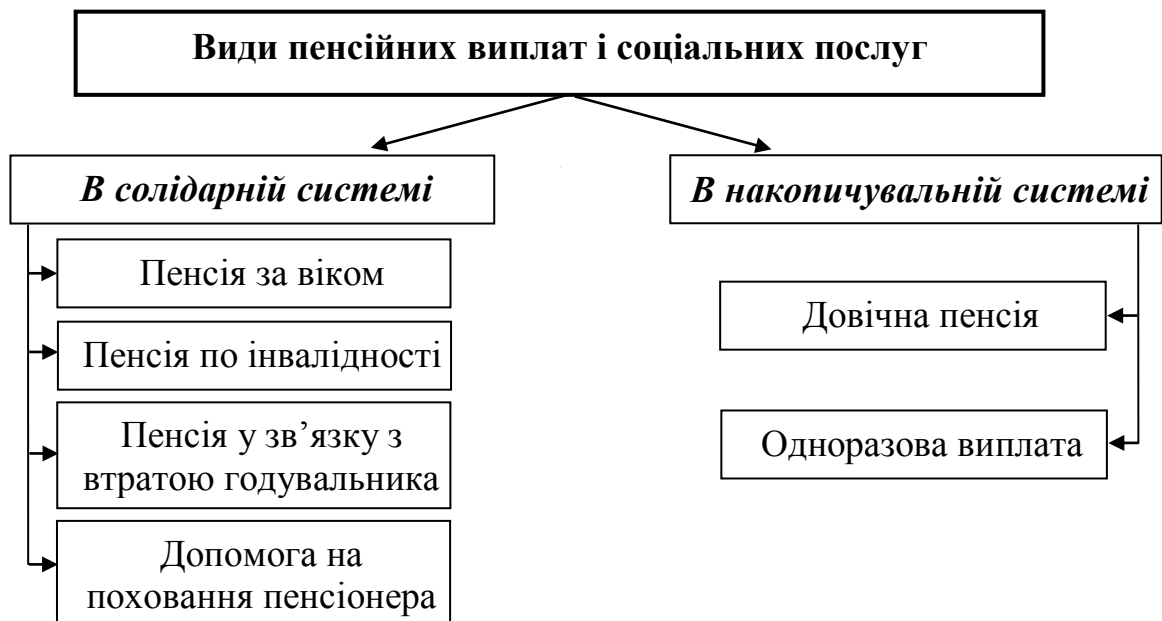 Види пенсійних виплат і соціальних послуг
В солідарній системі
Пенсія за віком
Пенсія по інвалідності
Пенсія у зв’язку з
втратою годувальника
Допомога на
поховання пенсіонера
В накопичувальній системі
Довічна пенсія
Одноразова виплата